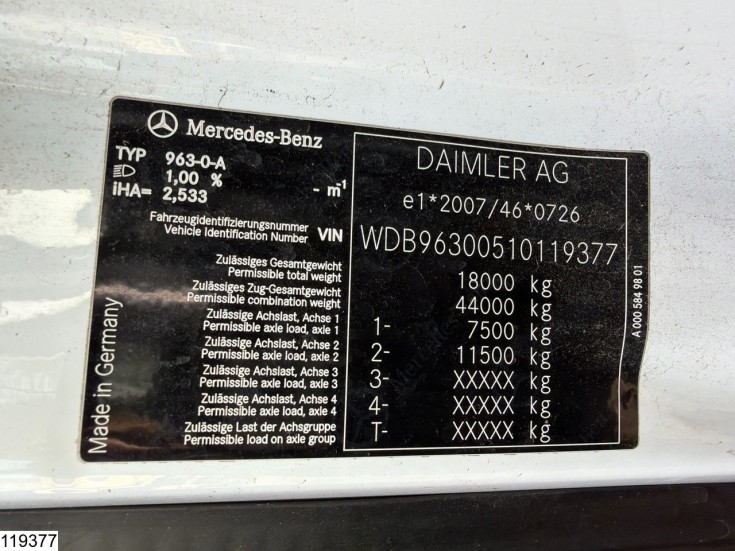 Mercedes-Benz
TYP 963-0-A
1,00 % - m⁻¹
iHA= 2,533
Fahrzeugidentifizierungsnummer
Vehicle Identification Number VIN
Zulässiges Gesamtgewicht
Permissible total weight
Zulässiges Zug-Gesamtgewicht
Permissible combination weight
Zulässige Achslast, Achse 1
Permissible axle load, axle 1
Zulässige Achslast, Achse 2
Permissible axle load, axle 2
Zulässige Achslast, Achse 3
Permissible axle load, axle 3
Zulässige Achslast, Achse 4
Permissible axle load, axle 4
Zulässige Last der Achsgruppe
Permissible load on axle group
Made in Germany
DAIMLER AG
e1*2007/46*0726
WDB96300510119377
18000 kg
44000 kg
1- 7500 kg
2- 11500 kg
3- XXXXX kg
4- XXXXX kg
T- XXXXX kg
A 000 584 98 01
119377